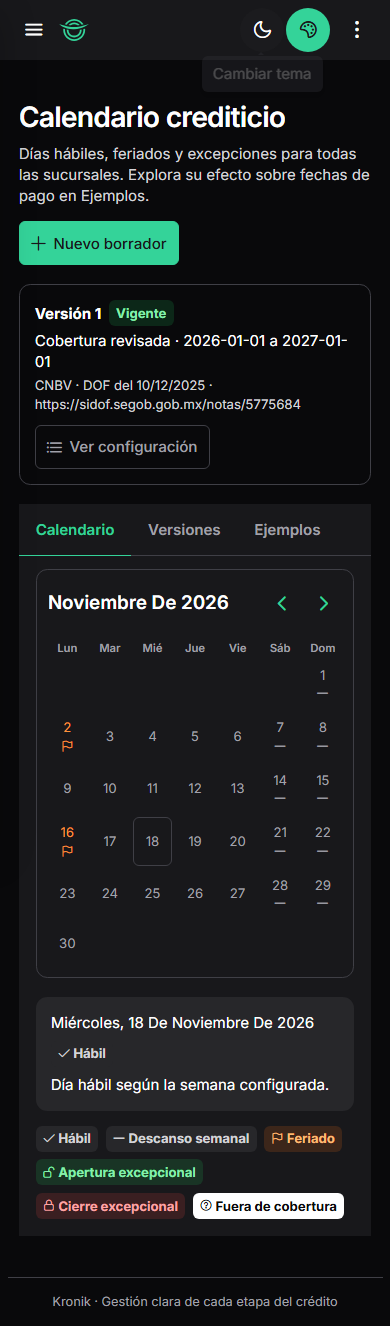 Cambiar tema
Calendario crediticio
Días hábiles, feriados y excepciones para todas
las sucursales. Explora su efecto sobre fechas de
pago en Ejemplos.
Nuevo borrador
Versión 1 Vigente
Cobertura revisada · 2026-01-01 a 2027-01-
01
CNBV · DOF del 10/12/2025 ·
https://sidof.segob.gob.mx/notas/5775684
Ver configuración
Calendario Versiones Ejemplos
Noviembre De 2026
Lun Mar Mié Jue Vie Sáb Dom
1
2 3 4 5 6 7 8
9 10 11 12 13 14 15
16 17 18 19 20 21 22
23 24 25 26 27 28 29
30
Miércoles, 18 De Noviembre De 2026
Hábil
Día hábil según la semana configurada.
Hábil Descanso semanal Feriado
Apertura excepcional
Cierre excepcional Fuera de cobertura
Kronik · Gestión clara de cada etapa del crédito